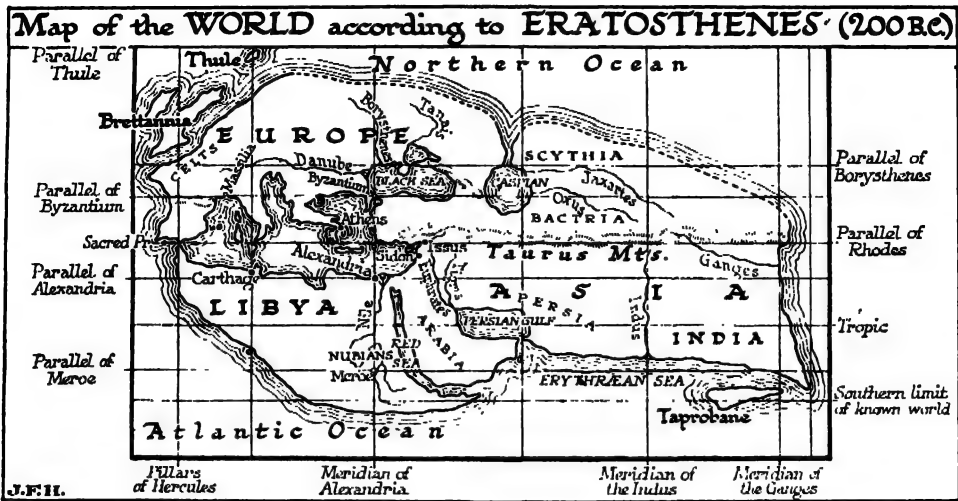 Map of the WORLD according to ERATOSTHENES (200 B.C.)
Parallel of
Thule
Thule
Northern Ocean
Brettannia
EUROPE
CELTS
Massilia
Borysthenes
Tanais
Danube
Byzantium
BLACK SEA
SCYTHIA
Jaxartes
Oxus
BACTRIA
Parallel of
Borysthenes
Parallel of
Byzantium
Athens
Sacred Pr.
Issus
Taurus Mts.
Ganges
Parallel of
Rhodes
Parallel of
Alexandria
Carthage
Alexandria
Sidon
Euphrates
Tigris
LIBYA
Nile
RED
SEA
ARABIA
PERSIAN GULF
PERSIA
ASIA
Indus
INDIA
Tropic
Parallel of
Meroe
NUBIANS
Meroe
ERYTHRÆAN SEA
Taprobane
Southern limit
of known world
Atlantic Ocean
Pillars
of Hercules
Meridian of
Alexandria
Meridian of
the Indus
Meridian of
the Ganges
J.F.H.